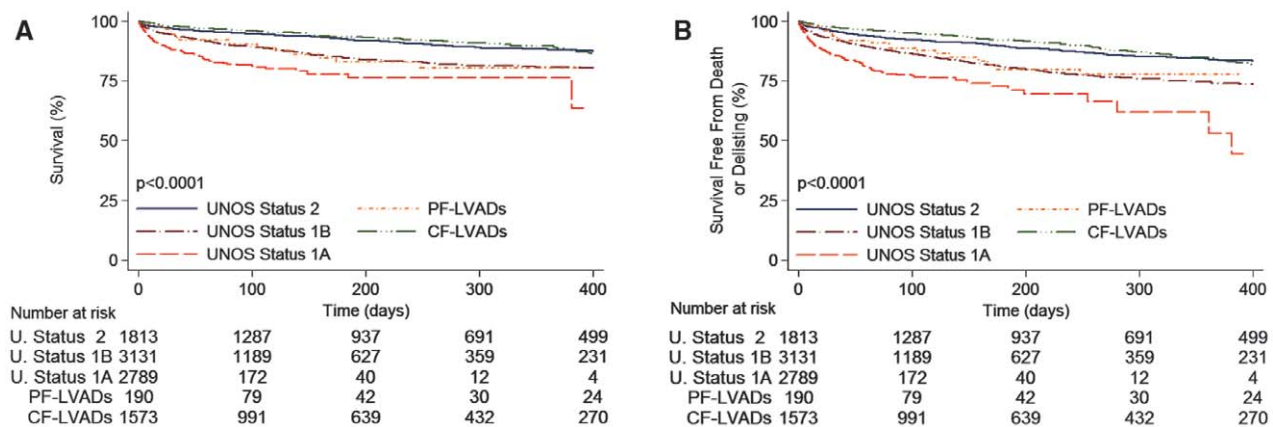 A
Survival (%)
100
75
50
25
0
p<0.0001
UNOS Status 2
UNOS Status 1B
UNOS Status 1A
PF-LVADs
CF-LVADs
0 100 200 300 400
Number at risk Time (days)
U. Status 2 1813 1287 937 691 499
U. Status 1B 3131 1189 627 359 231
U. Status 1A 2789 172 40 12 4
PF-LVADs 190 79 42 30 24
CF-LVADs 1573 991 639 432 270
B
Survival Free From Death
or Delisting (%)
100
75
50
25
0
p<0.0001
UNOS Status 2
UNOS Status 1B
UNOS Status 1A
PF-LVADs
CF-LVADs
0 100 200 300 400
Number at risk Time (days)
U. Status 2 1813 1287 937 691 499
U. Status 1B 3131 1189 627 359 231
U. Status 1A 2789 172 40 12 4
PF-LVADs 190 79 42 30 24
CF-LVADs 1573 991 639 432 270